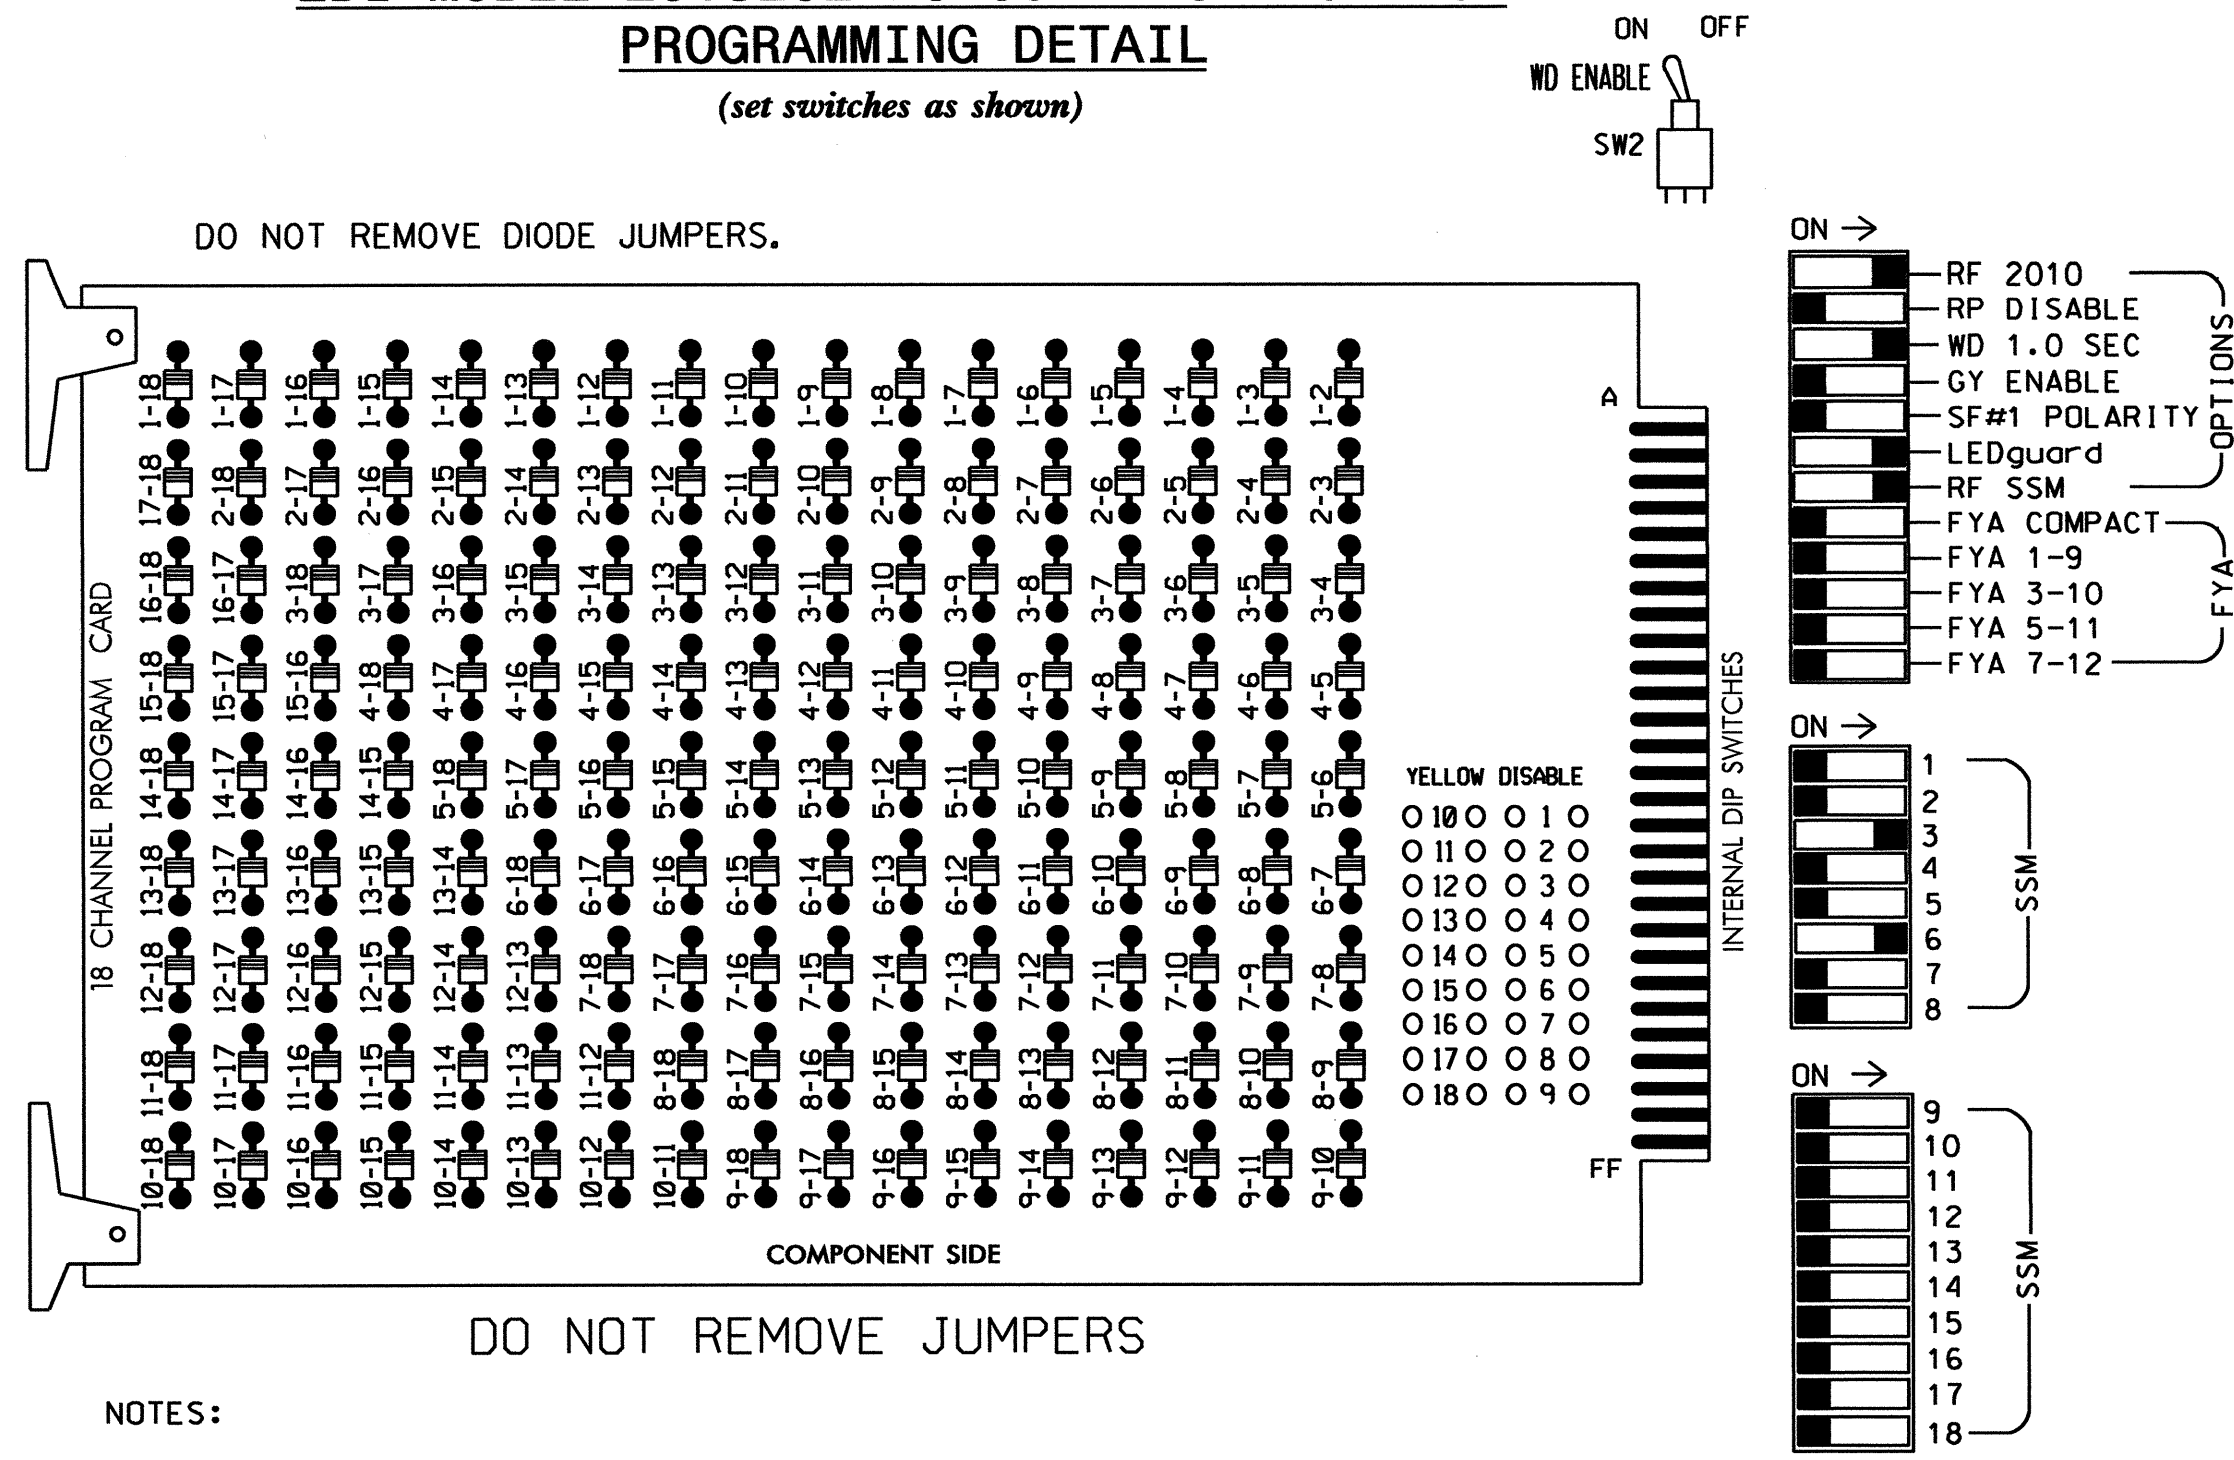 PROGRAMMING DETAIL
(set switches as shown)
ON OFF
WD ENABLE
SW2
DO NOT REMOVE DIODE JUMPERS.
1-18 1-17 1-16 1-15 1-14 1-13 1-12 1-11 1-10 1-9 1-8 1-7 1-6 1-5 1-4 1-3 1-2
17-18 2-18 2-17 2-16 2-15 2-14 2-13 2-12 2-11 2-10 2-9 2-8 2-7 2-6 2-5 2-4 2-3
16-18 16-17 3-18 3-17 3-16 3-15 3-14 3-13 3-12 3-11 3-10 3-9 3-8 3-7 3-6 3-5 3-4
15-18 15-17 15-16 4-18 4-17 4-16 4-15 4-14 4-13 4-12 4-11 4-10 4-9 4-8 4-7 4-6 4-5
14-18 14-17 14-16 14-15 5-18 5-17 5-16 5-15 5-14 5-13 5-12 5-11 5-10 5-9 5-8 5-7 5-6
13-18 13-17 13-16 13-15 13-14 6-18 6-17 6-16 6-15 6-14 6-13 6-12 6-11 6-10 6-9 6-8 6-7
12-18 12-17 12-16 12-15 12-14 12-13 7-18 7-17 7-16 7-15 7-14 7-13 7-12 7-11 7-10 7-9 7-8
11-18 11-17 11-16 11-15 11-14 11-13 11-12 8-18 8-17 8-16 8-15 8-14 8-13 8-12 8-11 8-10 8-9
10-18 10-17 10-16 10-15 10-14 10-13 10-12 10-11 9-18 9-17 9-16 9-15 9-14 9-13 9-12 9-11 9-10
18 CHANNEL PROGRAM CARD
A
YELLOW DISABLE
10 1
11 2
12 3
13 4
14 5
15 6
16 7
17 8
18 9
FF
COMPONENT SIDE
INTERNAL DIP SWITCHES
ON →
RF 2010
RP DISABLE
WD 1.0 SEC
GY ENABLE
SF#1 POLARITY
LEDguard
RF SSM
OPTIONS
FYA COMPACT
FYA 1-9
FYA 3-10
FYA 5-11
FYA 7-12
FYA
ON →
1
2
3
4
5
6
7
8
SSM
ON →
9
10
11
12
13
14
15
16
17
18
SSM
DO NOT REMOVE JUMPERS
NOTES: